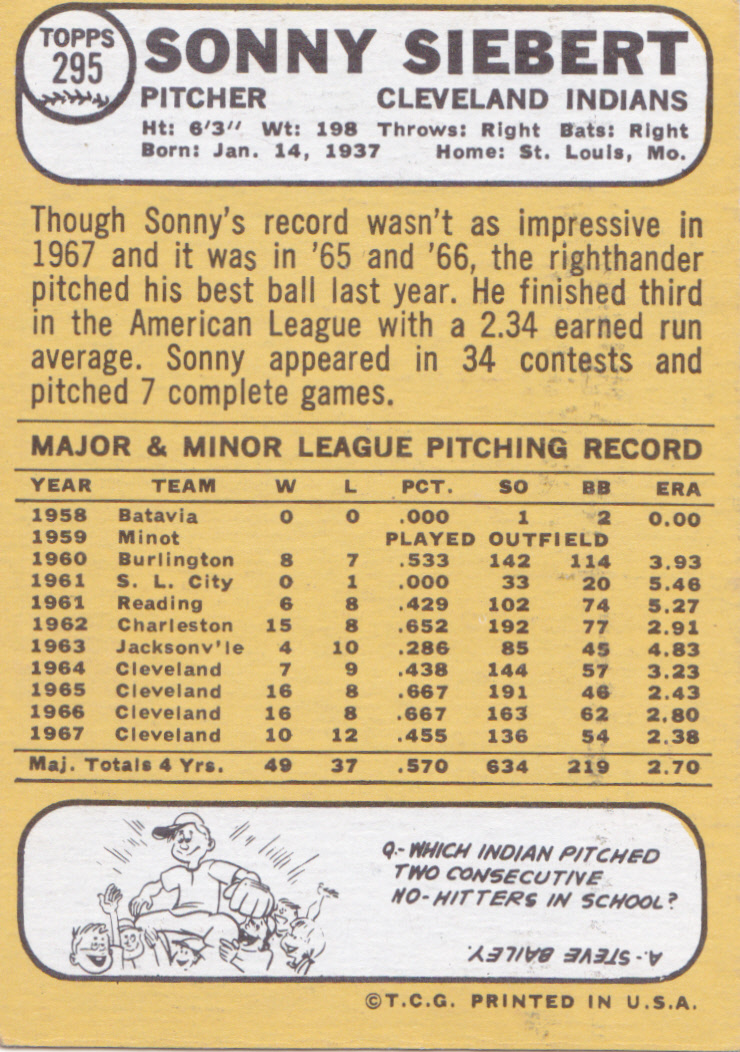 TOPPS
295
SONNY SIEBERT
PITCHER CLEVELAND INDIANS
Ht: 6'3" Wt: 198 Throws: Right Bats: Right
Born: Jan. 14, 1937 Home: St. Louis, Mo.
Though Sonny's record wasn't as impressive in
1967 and it was in '65 and '66, the righthander
pitched his best ball last year. He finished third
in the American League with a 2.34 earned run
average. Sonny appeared in 34 contests and
pitched 7 complete games.
MAJOR & MINOR LEAGUE PITCHING RECORD
YEAR TEAM W L PCT. SO BB ERA
1958 Batavia 0 0 .000 1 2 0.00
1959 Minot PLAYED OUTFIELD
1960 Burlington 8 7 .533 142 114 3.93
1961 S. L. City 0 1 .000 33 20 5.46
1961 Reading 6 8 .429 102 74 5.27
1962 Charleston 15 8 .652 192 77 2.91
1963 Jacksonv'le 4 10 .286 85 45 4.83
1964 Cleveland 7 9 .438 144 57 3.23
1965 Cleveland 16 8 .667 191 46 2.43
1966 Cleveland 16 8 .667 163 62 2.80
1967 Cleveland 10 12 .455 136 54 2.38
Maj. Totals 4 Yrs. 49 37 .570 634 219 2.70
Q.- WHICH INDIAN PITCHED
TWO CONSECUTIVE
NO-HITTERS IN SCHOOL?
A.- STEVE BAILEY.
©T.C.G. PRINTED IN U.S.A.